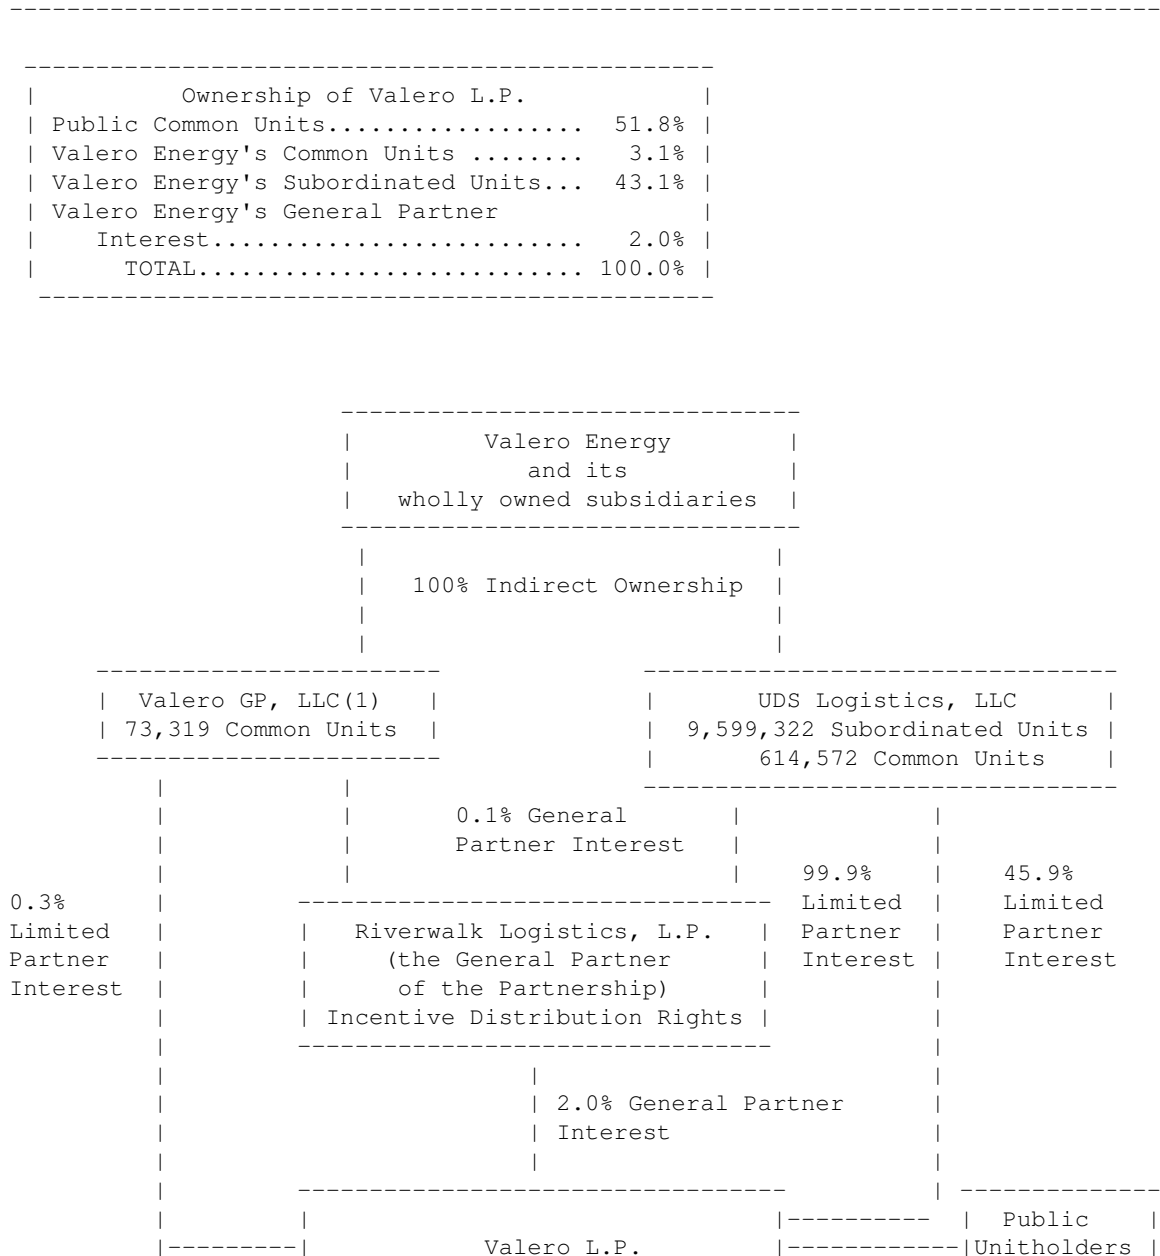 Ownership of Valero L.P.
Public Common Units.................. 51.8%
Valero Energy's Common Units ........ 3.1%
Valero Energy's Subordinated Units... 43.1%
Valero Energy's General Partner
Interest.......................... 2.0%
TOTAL........................... 100.0%
Valero Energy
and its
wholly owned subsidiaries
100% Indirect Ownership
Valero GP, LLC(1)
73,319 Common Units
UDS Logistics, LLC
9,599,322 Subordinated Units
614,572 Common Units
0.1% General
Partner Interest
99.9%
Limited
Partner
Interest
45.9%
Limited
Partner
Interest
0.3%
Limited
Partner
Interest
Riverwalk Logistics, L.P.
(the General Partner
of the Partnership)
Incentive Distribution Rights
2.0% General Partner
Interest
Public
Unitholders
Valero L.P.